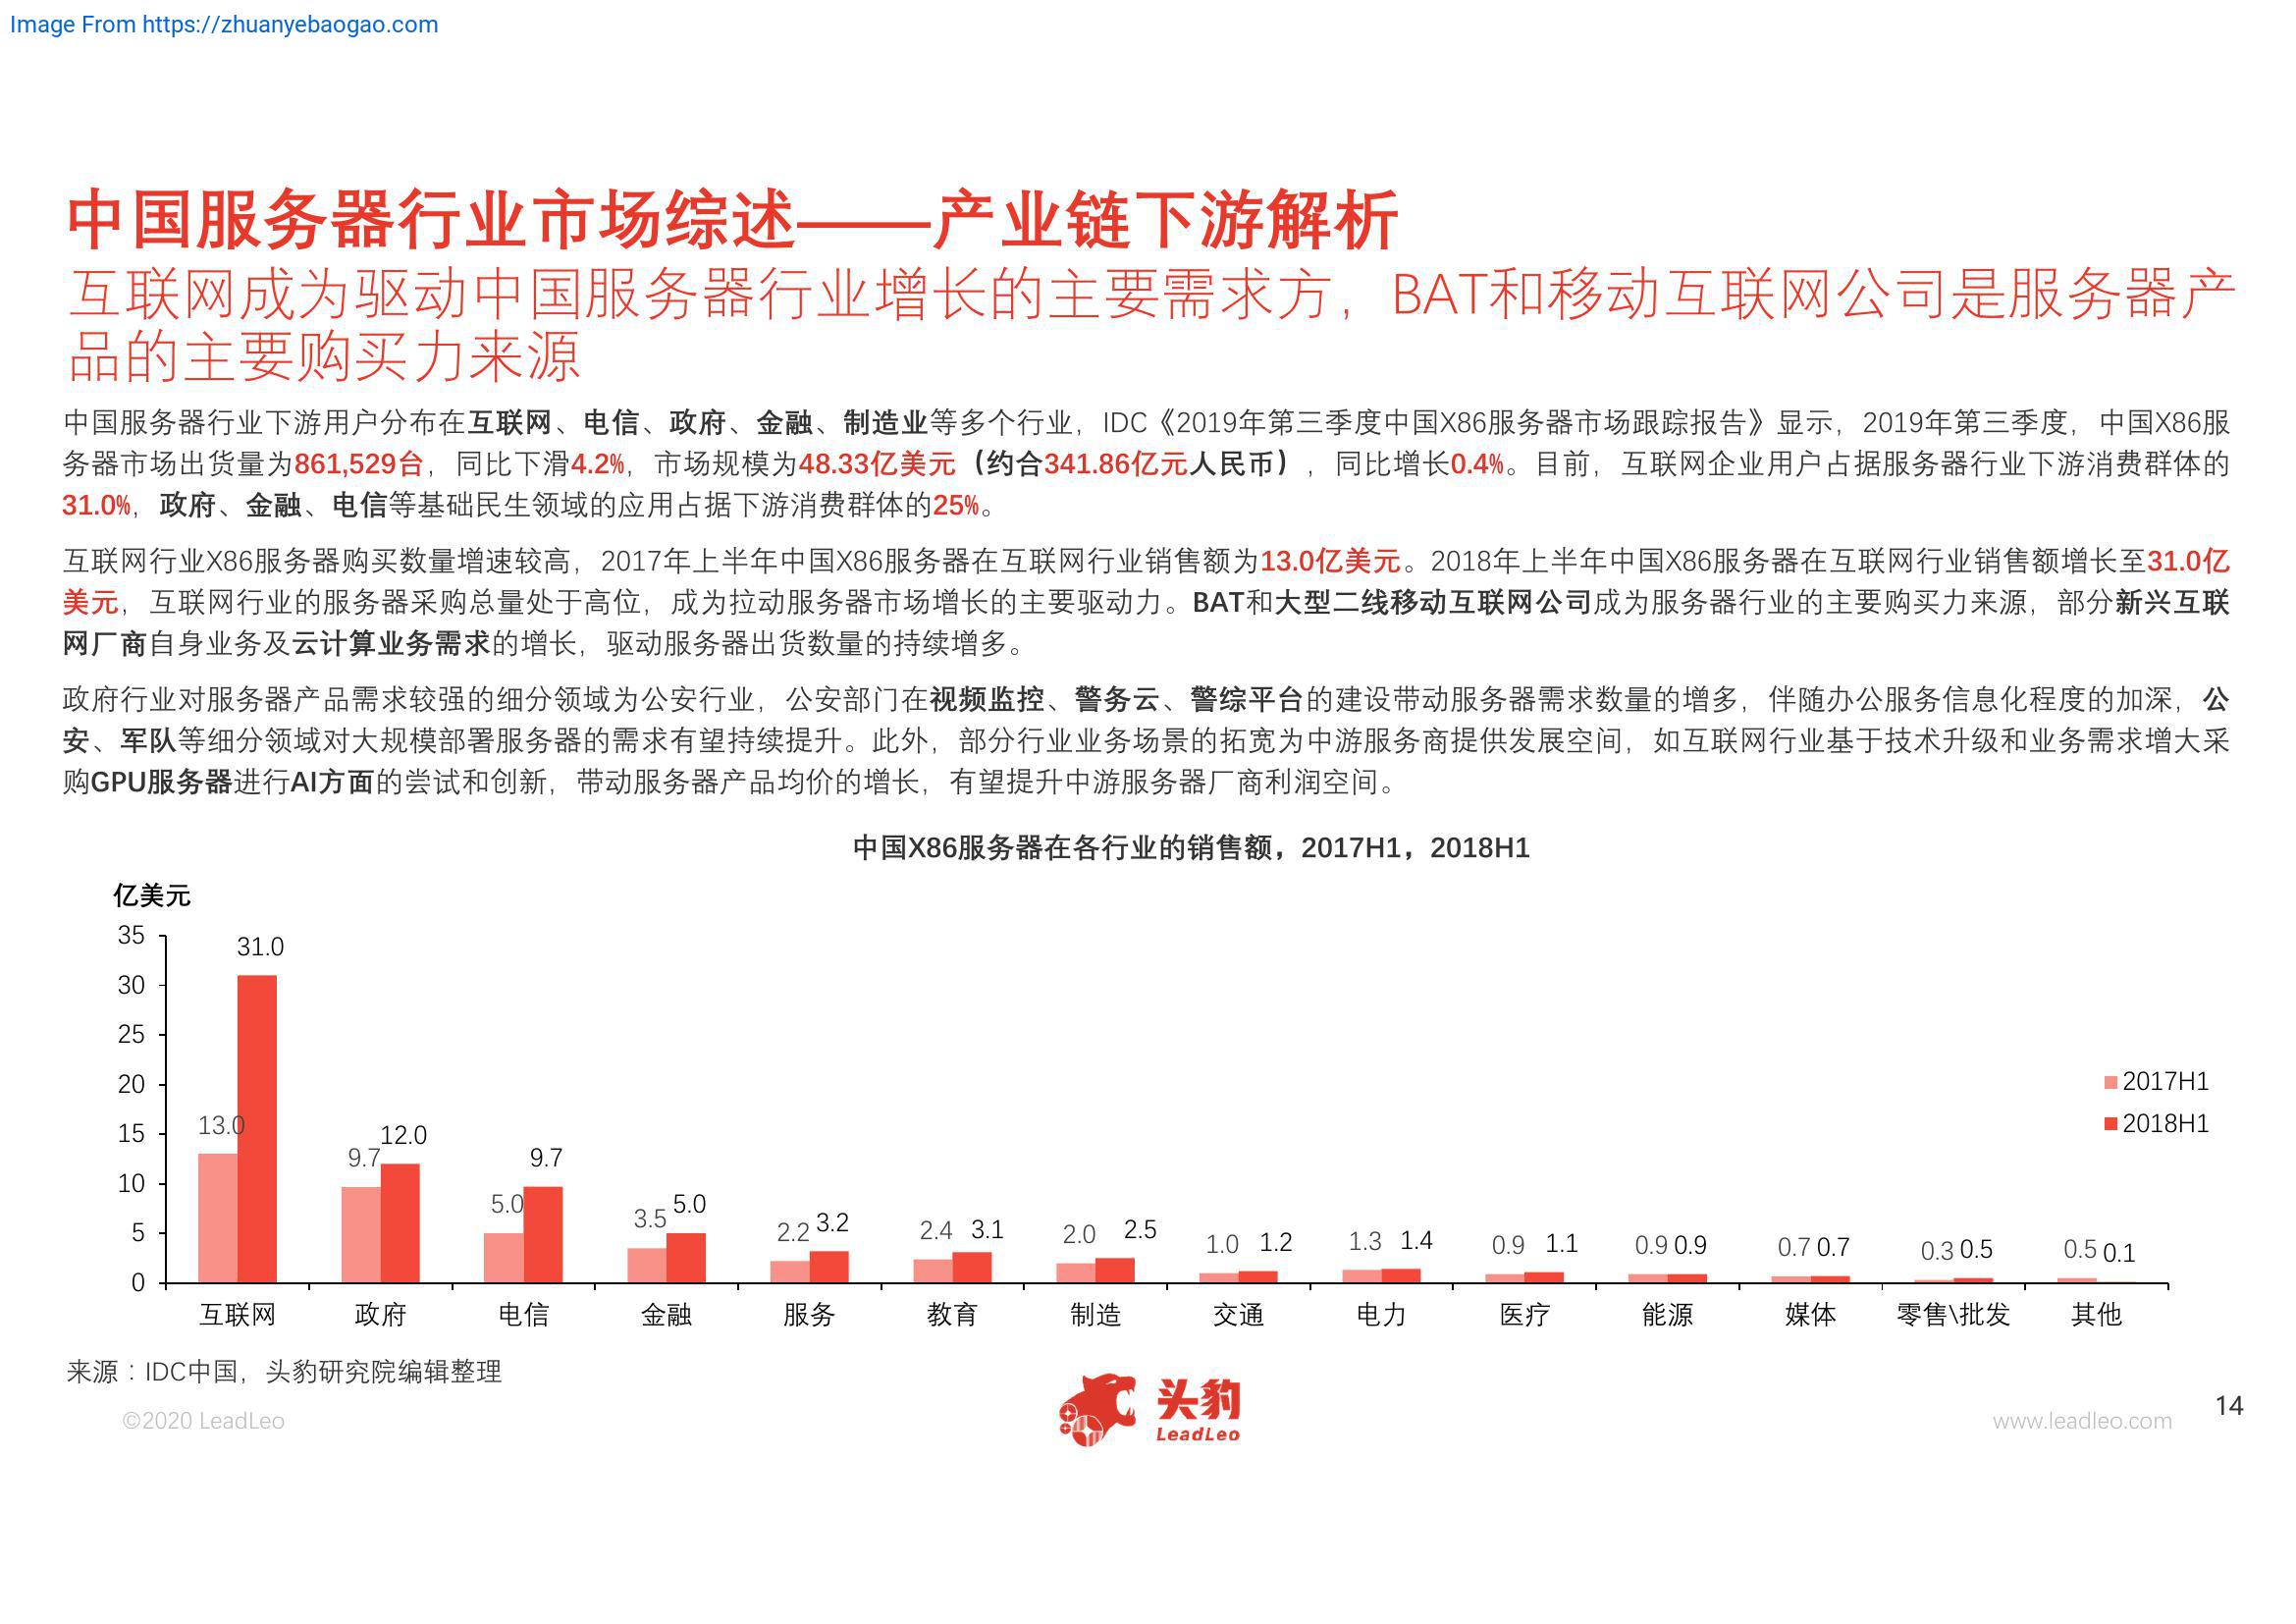 Image From https://zhuanyebaogao.com
中国服务器行业市场综述——产业链下游解析
互联网成为驱动中国服务器行业增长的主要需求方，BAT和移动互联网公司是服务器产
品的主要购买力来源
中国服务器行业下游用户分布在互联网、电信、政府、金融、制造业等多个行业，IDC《2019年第三季度中国X86服务器市场跟踪报告》显示，2019年第三季度，中国X86服
务器市场出货量为861,529台，同比下滑4.2%，市场规模为48.33亿美元（约合341.86亿元人民币），同比增长0.4%。目前，互联网企业用户占据服务器行业下游消费群体的
31.0%，政府、金融、电信等基础民生领域的应用占据下游消费群体的25%。
互联网行业X86服务器购买数量增速较高，2017年上半年中国X86服务器在互联网行业销售额为13.0亿美元。2018年上半年中国X86服务器在互联网行业销售额增长至31.0亿
美元，互联网行业的服务器采购总量处于高位，成为拉动服务器市场增长的主要驱动力。BAT和大型二线移动互联网公司成为服务器行业的主要购买力来源，部分新兴互联
网厂商自身业务及云计算业务需求的增长，驱动服务器出货数量的持续增多。
政府行业对服务器产品需求较强的细分领域为公安行业，公安部门在视频监控、警务云、警综平台的建设带动服务器需求数量的增多，伴随办公服务信息化程度的加深，公
安、军队等细分领域对大规模部署服务器的需求有望持续提升。此外，部分行业业务场景的拓宽为中游服务商提供发展空间，如互联网行业基于技术升级和业务需求增大采
购GPU服务器进行AI方面的尝试和创新，带动服务器产品均价的增长，有望提升中游服务器厂商利润空间。
中国X86服务器在各行业的销售额，2017H1，2018H1
亿美元
35
30
25
20
15
10
5
0
13.0 31.0
9.7 12.0
5.0 9.7
3.5 5.0
2.2 3.2
2.4 3.1
2.0 2.5
1.0 1.2
1.3 1.4
0.9 1.1
0.9 0.9
0.7 0.7
0.3 0.5
0.5 0.1
2017H1
2018H1
互联网 政府 电信 金融 服务 教育 制造 交通 电力 医疗 能源 媒体 零售\批发 其他
来源：IDC中国，头豹研究院编辑整理
©2020 LeadLeo
头豹
LeadLeo
www.leadleo.com
14